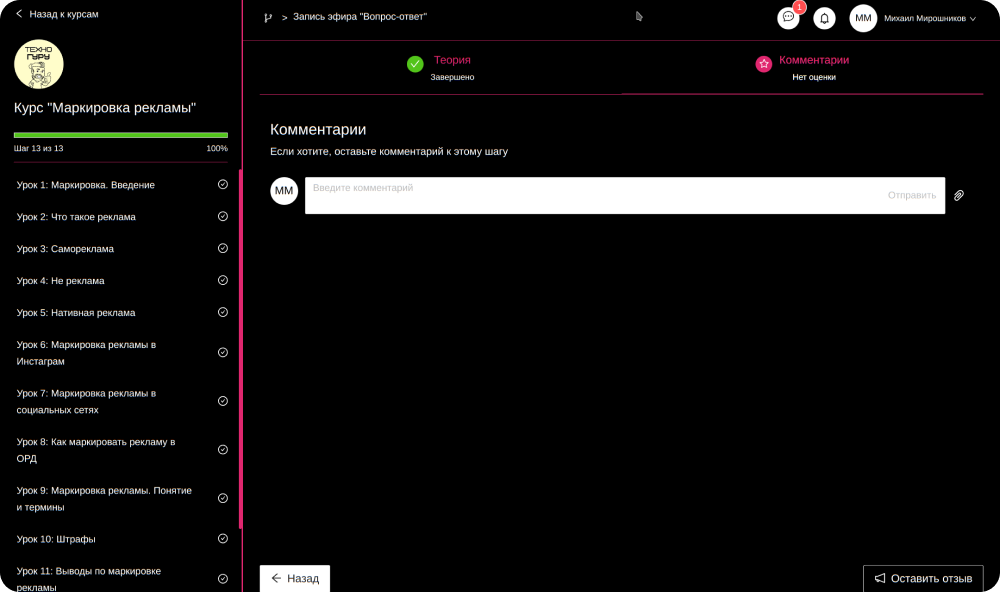 Назад к курсам
ТЕХНО
ГУРУ
Курс "Маркировка рекламы"
Шаг 13 из 13
100%
Урок 1: Маркировка. Введение
Урок 2: Что такое реклама
Урок 3: Самореклама
Урок 4: Не реклама
Урок 5: Нативная реклама
Урок 6: Маркировка рекламы в
Инстаграм
Урок 7: Маркировка рекламы в
социальных сетях
Урок 8: Как маркировать рекламу в
ОРД
Урок 9: Маркировка рекламы. Понятие
и термины
Урок 10: Штрафы
Урок 11: Выводы по маркировке
рекламы
> Запись эфира "Вопрос-ответ"
1
ММ
Михаил Мирошников
Теория
Завершено
Комментарии
Нет оценки
Комментарии
Если хотите, оставьте комментарий к этому шагу
ММ
Введите комментарий
Отправить
Назад
Оставить отзыв